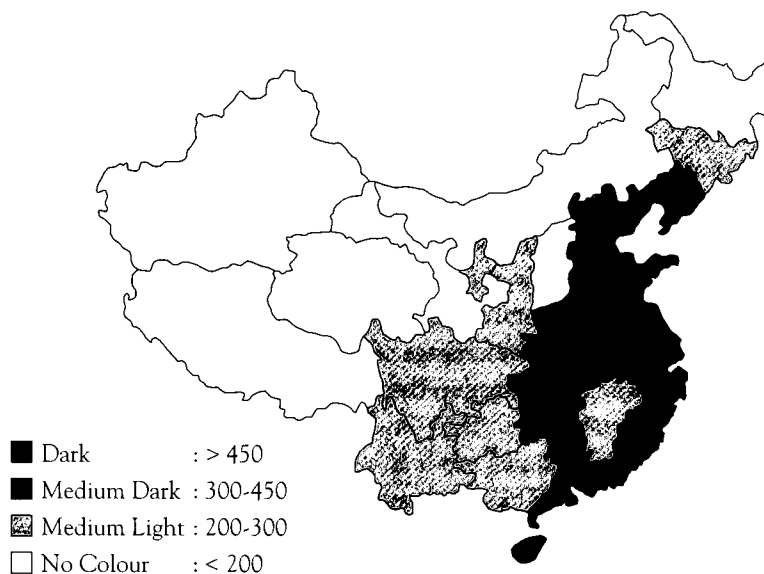 Dark : > 450
Medium Dark : 300-450
Medium Light : 200-300
No Colour : < 200